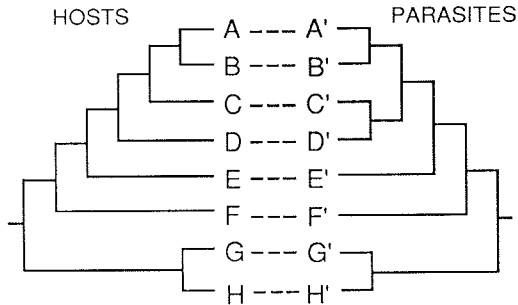 HOSTS PARASITES
A --- A'
B --- B'
C --- C'
D --- D'
E --- E'
F --- F'
G --- G'
H --- H'